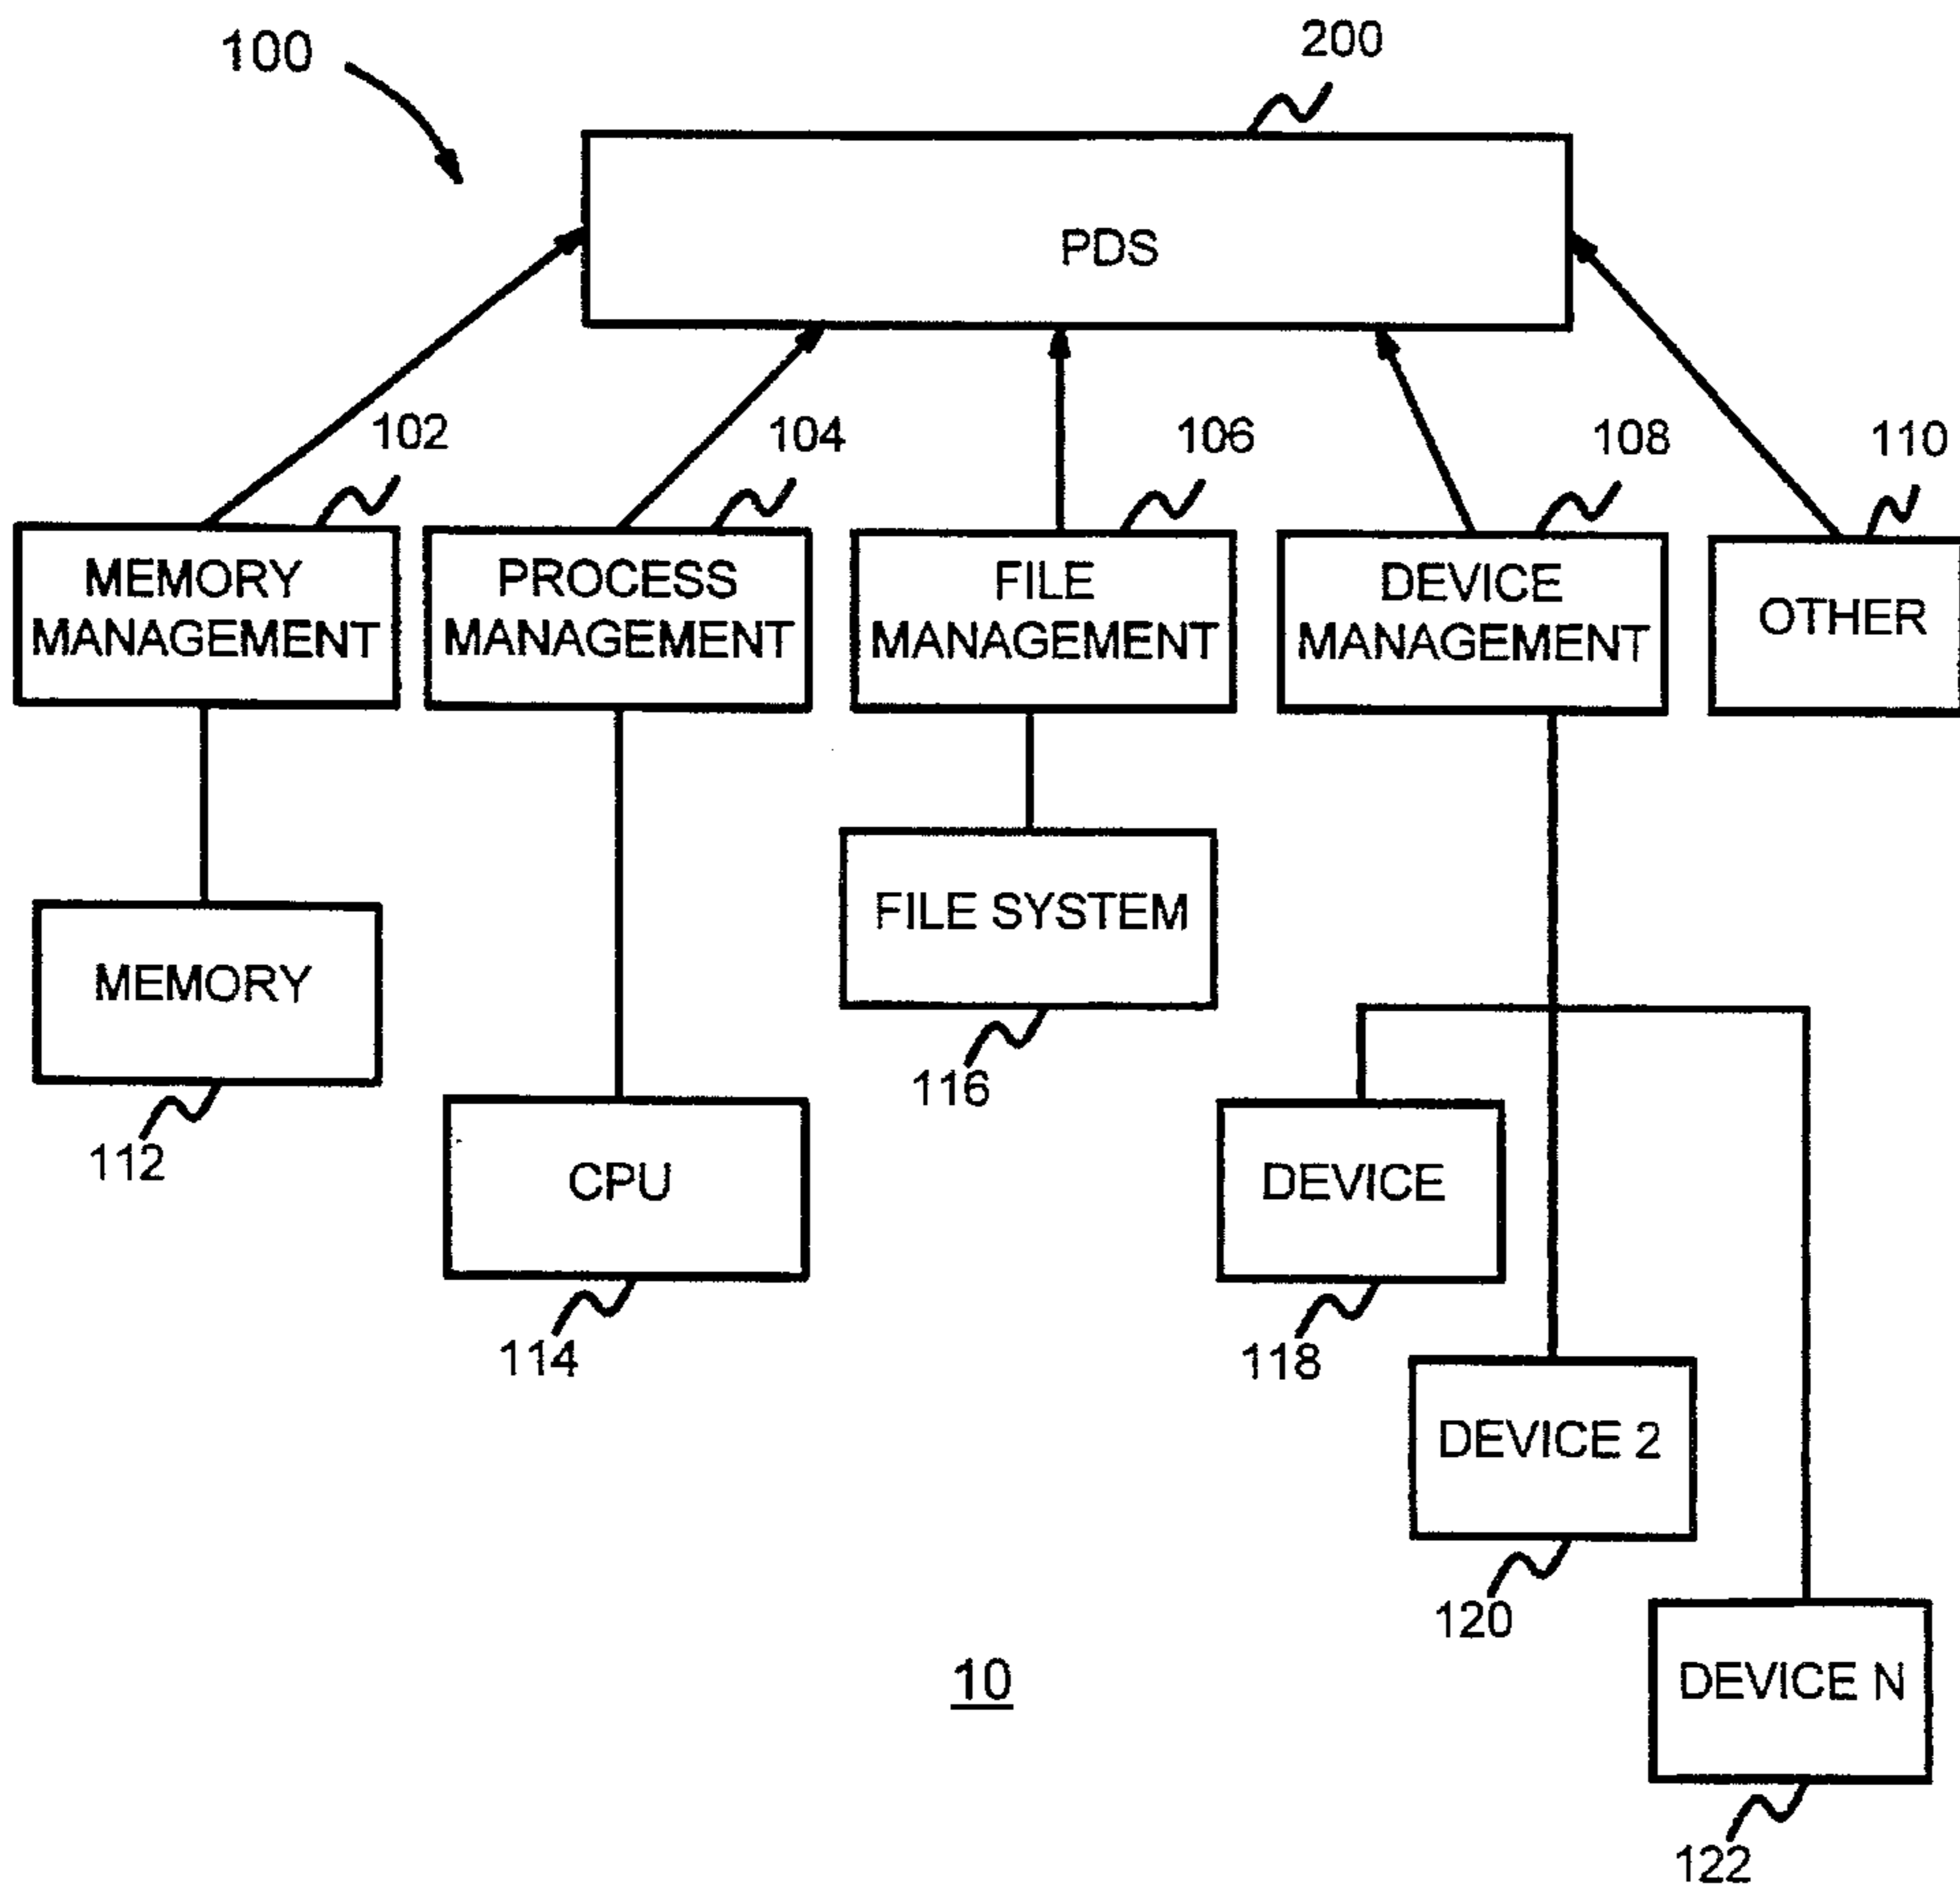 100
200
PDS
102
104
106
108
110
MEMORY
MANAGEMENT
PROCESS
MANAGEMENT
FILE
MANAGEMENT
DEVICE
MANAGEMENT
OTHER
FILE SYSTEM
MEMORY
116
112
CPU
DEVICE
114
118
DEVICE 2
120
10
DEVICE N
122